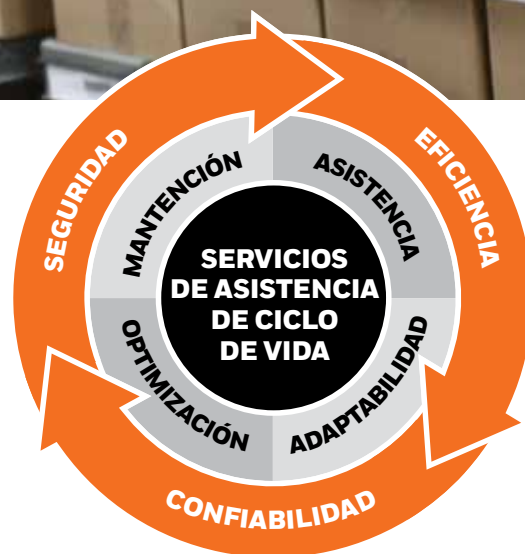 SEGURIDAD
EFICIENCIA
MANTENCIÓN
ASISTENCIA
SERVICIOS
DE ASISTENCIA
DE CICLO
DE VIDA
OPTIMIZACIÓN
ADAPTABILIDAD
CONFIABILIDAD